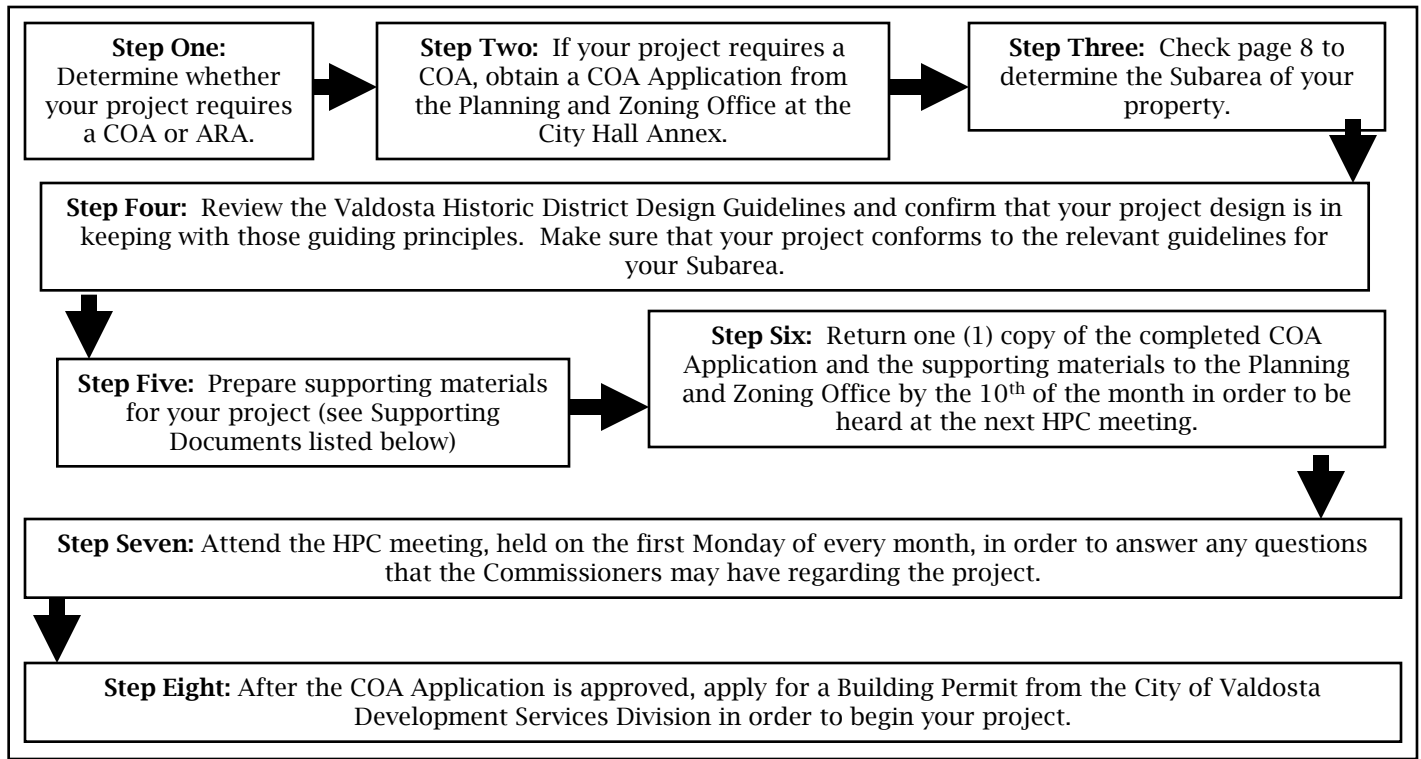 Step One:
Determine whether
your project requires
a COA or ARA.
Step Two: If your project requires a
COA, obtain a COA Application from
the Planning and Zoning Office at the
City Hall Annex.
Step Three: Check page 8 to
determine the Subarea of your
property.
Step Four: Review the Valdosta Historic District Design Guidelines and confirm that your project design is in
keeping with those guiding principles. Make sure that your project conforms to the relevant guidelines for
your Subarea.
Step Five: Prepare supporting materials
for your project (see Supporting
Documents listed below)
Step Six: Return one (1) copy of the completed COA
Application and the supporting materials to the Planning
and Zoning Office by the 10th of the month in order to be
heard at the next HPC meeting.
Step Seven: Attend the HPC meeting, held on the first Monday of every month, in order to answer any questions
that the Commissioners may have regarding the project.
Step Eight: After the COA Application is approved, apply for a Building Permit from the City of Valdosta
Development Services Division in order to begin your project.